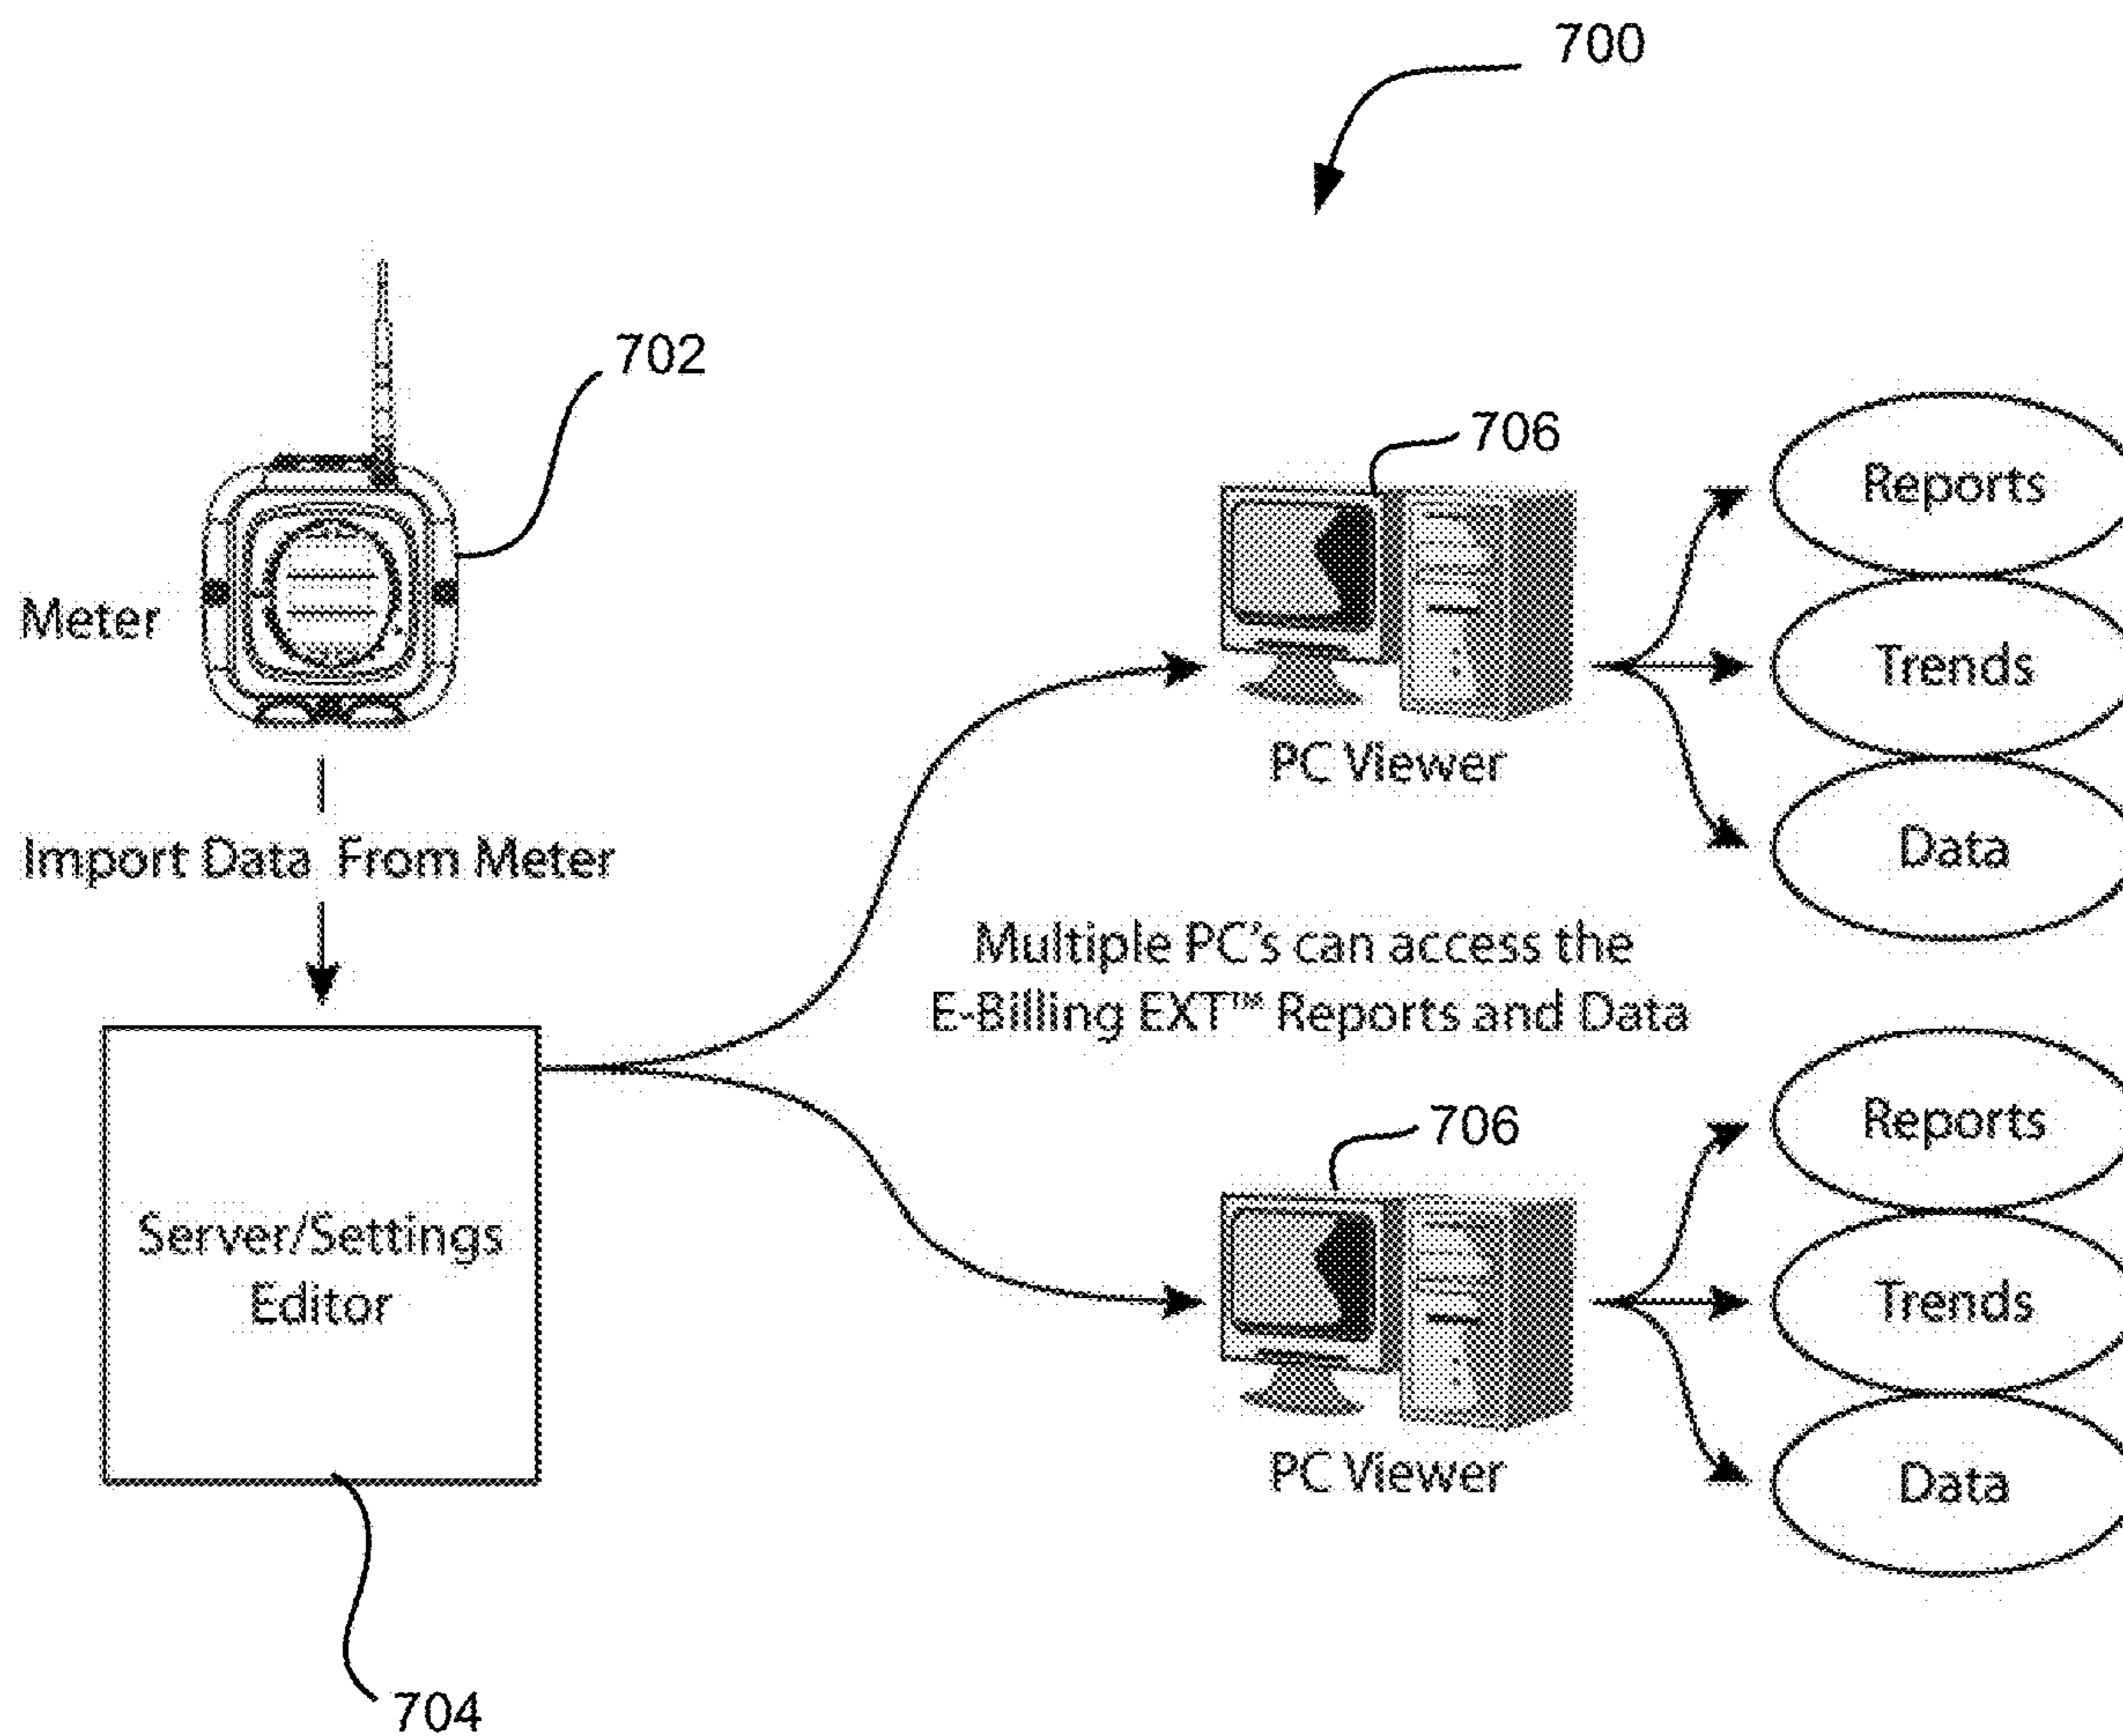 700
702
Meter
Import Data From Meter
706
PC Viewer
Reports
Trends
Data
Multiple PC's can access the
E-Billing EXT™ Reports and Data
Server/Settings
Editor
704
706
PC Viewer
Reports
Trends
Data